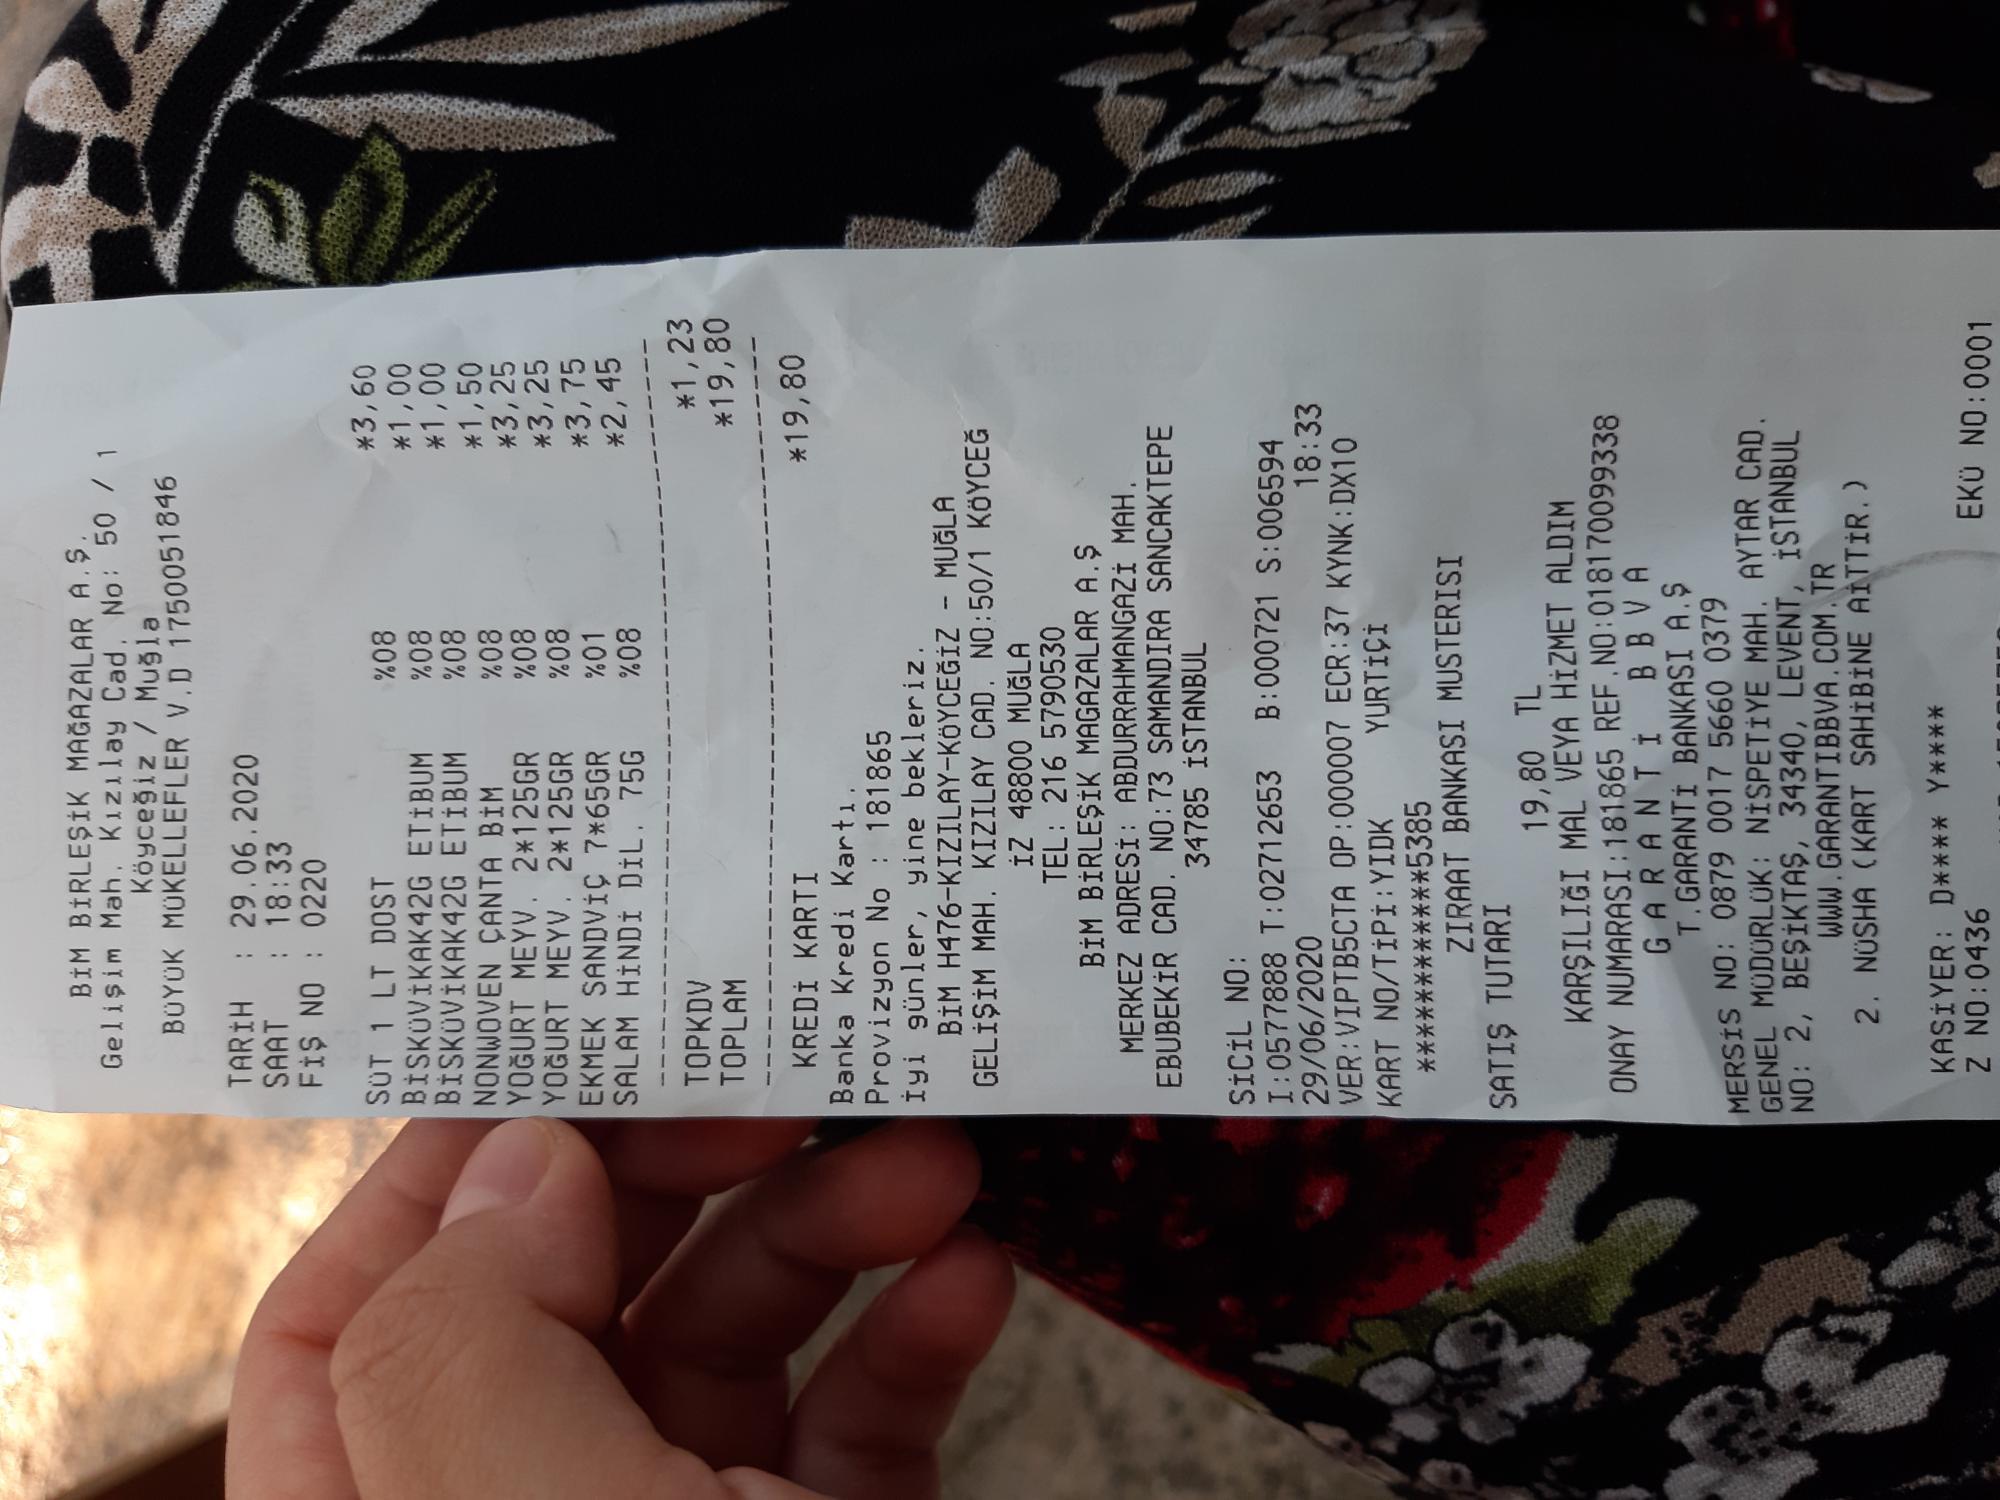 BİM BİRLEŞİK MAĞAZALAR A.Ş.
Gelişim Mah. Kızılay Cad. No: 50 / 1
Köyceğiz / Muğla
BÜYÜK MÜKELLEFLER V.D 1750051846
TARİH : 29.06.2020
SAAT : 18:33
FİŞ NO : 0220
SÜT 1 LT DOST %08 *3,60
BİSKÜVİKAK42G ETİBUM %08 *1,00
BİSKÜVİKAK42G ETİBUM %08 *1,00
NONWOVEN ÇANTA BİM %08 *1,50
YOĞURT MEYV. 2*125GR %08 *3,25
YOĞURT MEYV. 2*125GR %08 *3,25
EKMEK SANDVİÇ 7*65GR %01 *3,75
SALAM HİNDİ DİL. 75G %08 *2,45
TOPKDV *1,23
TOPLAM *19,80
KREDİ KARTI *19,80
Banka Kredi Kartı.
Provizyon No : 181865
İyi günler, yine bekleriz.
BİM H476-KIZILAY-KÖYCEĞİZ - MUĞLA
GELİŞİM MAH. KIZILAY CAD. NO:50/1 KÖYCEĞ
İZ 48800 MUĞLA
TEL: 216 5790530
BİM BİRLEŞİK MAGAZALAR A.Ş
MERKEZ ADRESİ: ABDURRAHMANGAZİ MAH.
EBUBEKİR CAD. NO:73 SAMANDIRA SANCAKTEPE
34785 İSTANBUL
SİCİL NO:
I:0577888 T:02712653 B:000721 S:006594
29/06/2020 18:33
VER:VIPTB5CTA OP:000007 ECR:37 KYNK:DX10
KART NO/TİPİ:YIDK YURTİÇİ
************5385
ZIRAAT BANKASI MUSTERISI
SATIŞ TUTARI
19,80 TL
KARŞILIĞI MAL VEYA HİZMET ALDIM
ONAY NUMARASI:181865 REF.NO:018170099338
G A R A N T İ B B V A
T.GARANTİ BANKASI A.Ş
MERSIS NO: 0879 0017 5660 0379
GENEL MÜDÜRLÜK: NİSPETİYE MAH. AYTAR CAD.
NO: 2, BEŞİKTAŞ, 34340, LEVENT, İSTANBUL
WWW.GARANTIBBVA.COM.TR
2. NÜSHA (KART SAHİBİNE AİTTİR.)
KASİYER: D**** Y****
Z NO:0436 EKÜ NO:0001